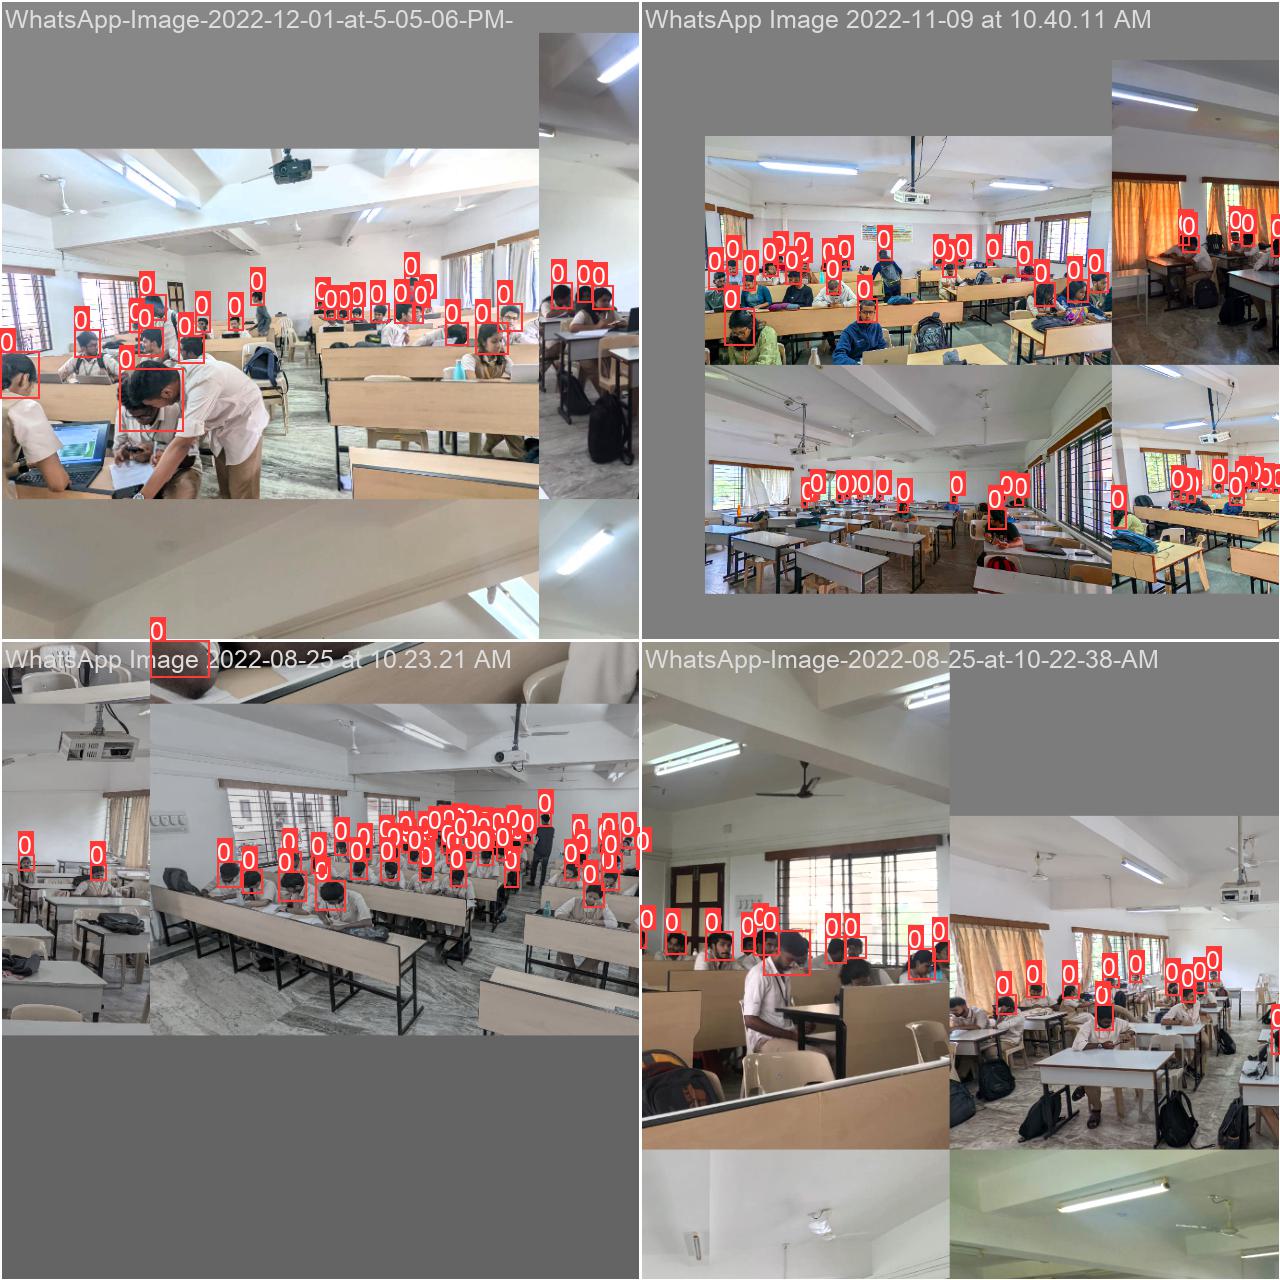 WhatsApp-Image-2022-12-01-at-5-05-06-PM-
WhatsApp Image 2022-11-09 at 10.40.11 AM
WhatsApp Image 2022-08-25 at 10.23.21 AM
WhatsApp-Image-2022-08-25-at-10-22-38-AM